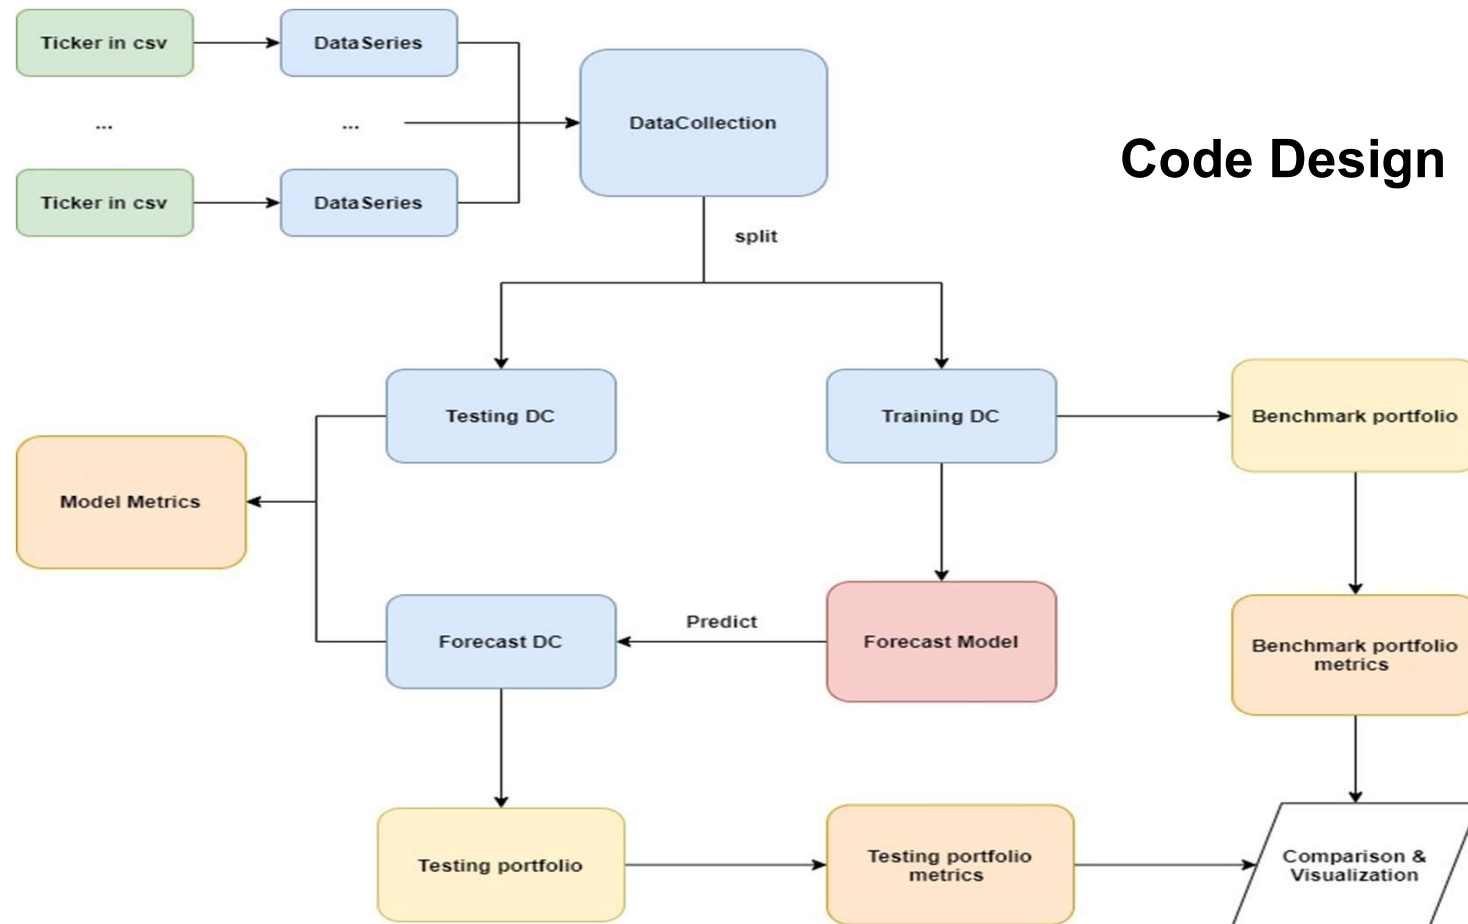 Ticker in csv
DataSeries
...
...
DataCollection
Code Design
Ticker in csv
DataSeries
split
Testing DC
Training DC
Benchmark portfolio
Model Metrics
Forecast DC
Predict
Forecast Model
Benchmark portfolio
metrics
Testing portfolio
Testing portfolio
metrics
Comparison &
Visualization